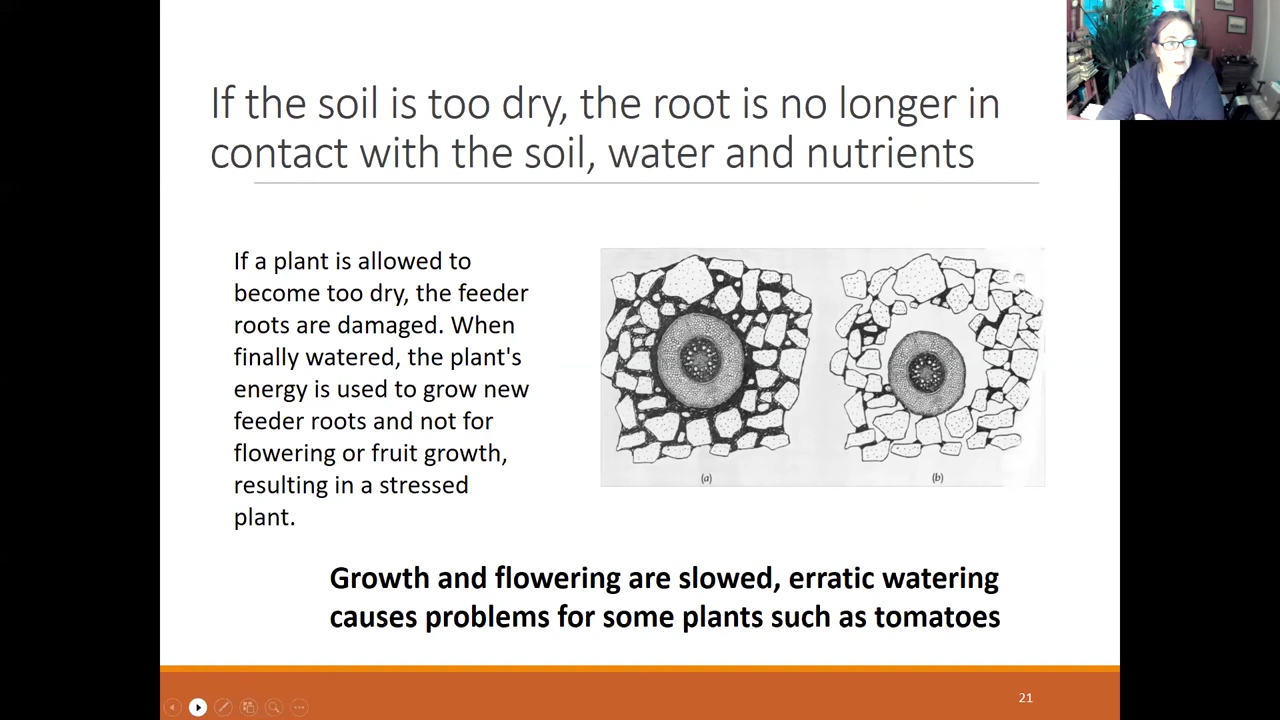 If the soil is too dry, the root is no longer in
contact with the soil, water and nutrients
If a plant is allowed to
become too dry, the feeder
roots are damaged. When
finally watered, the plant's
energy is used to grow new
feeder roots and not for
flowering or fruit growth,
resulting in a stressed
plant.
(a)
(b)
Growth and flowering are slowed, erratic watering
causes problems for some plants such as tomatoes
21